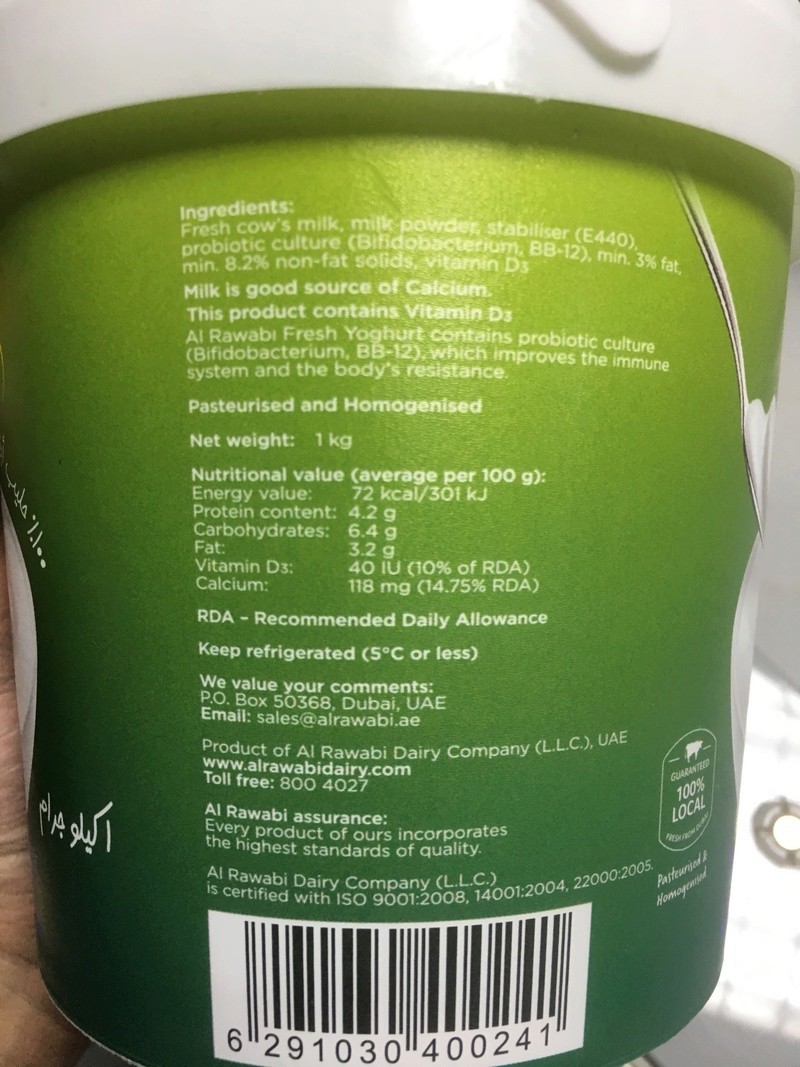 Ingredients:
Fresh cow's milk, milk powder, stabiliser (E440),
probiotic culture (Bifidobacterium, BB-12), min. 3% fat,
min. 8.2% non-fat solids, vitamin D3
Milk is good source of Calcium.
This product contains Vitamin D3
Al Rawabi Fresh Yoghurt contains probiotic culture
(Bifidobacterium, BB-12), which improves the immune
system and the body's resistance.
Pasteurised and Homogenised
Net weight: 1 kg
Nutritional value (average per 100 g):
Energy value: 72 kcal/301 kJ
Protein content: 4.2 g
Carbohydrates: 6.4 g
Fat: 3.2 g
Vitamin D3: 40 IU (10% of RDA)
Calcium: 118 mg (14.75% RDA)
RDA - Recommended Daily Allowance
Keep refrigerated (5°C or less)
We value your comments:
P.O. Box 50368, Dubai, UAE
Email: sales@alrawabi.ae
Product of Al Rawabi Dairy Company (L.L.C.), UAE
www.alrawabidairy.com
Toll free: 800 4027
Al Rawabi assurance:
Every product of ours incorporates
the highest standards of quality.
Al Rawabi Dairy Company (L.L.C.)
is certified with ISO 9001:2008, 14001:2004, 22000:2005.
6 291030 400241
١٠٠٪ حليب
١ كيلو جرام
GUARANTEED
100%
LOCAL
FRESH FROM
Pasteurised &
Homogenised